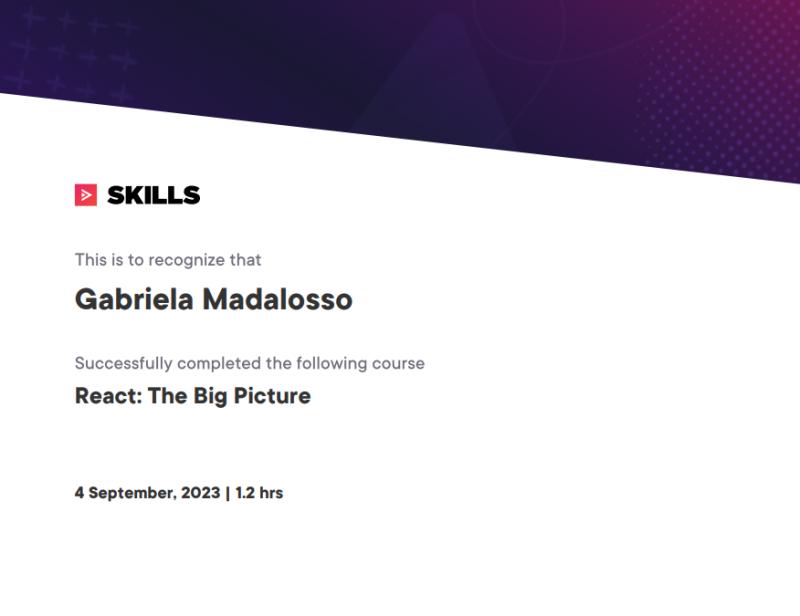 SKILLS
This is to recognize that
Gabriela Madalosso
Successfully completed the following course
React: The Big Picture
4 September, 2023 | 1.2 hrs